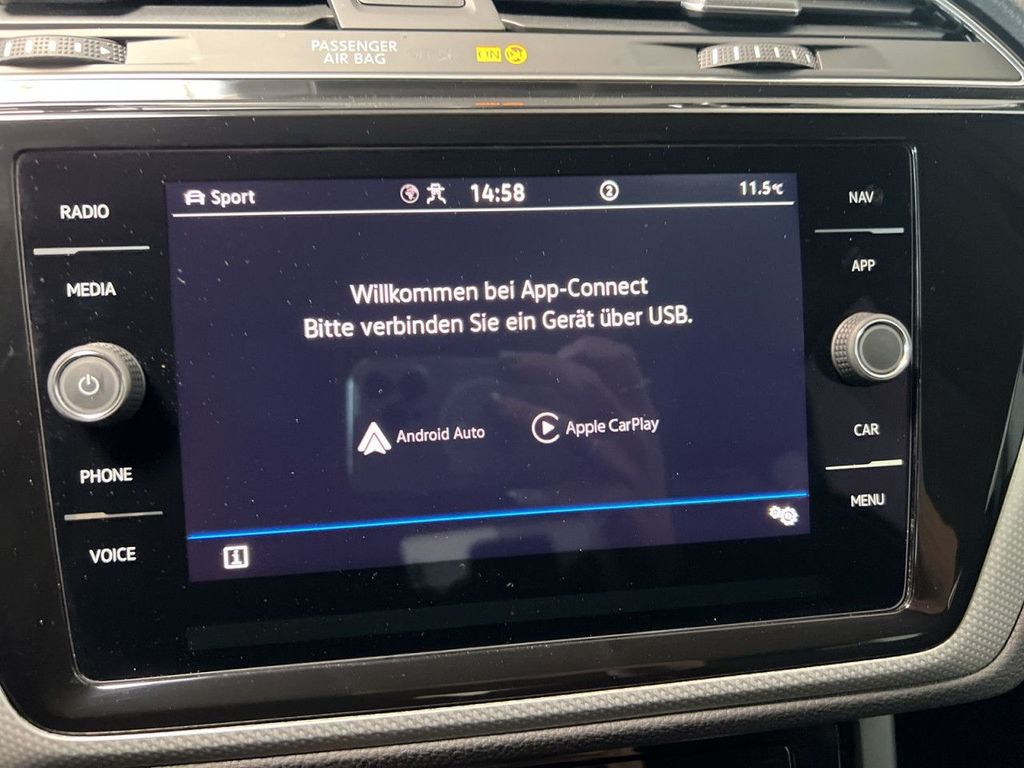 PASSENGER
AIR BAG
ON
RADIO
MEDIA
PHONE
VOICE
Sport
14:58
2
11.5°C
Willkommen bei App-Connect
Bitte verbinden Sie ein Gerät über USB.
Android Auto
Apple CarPlay
i
NAV
APP
CAR
MENU